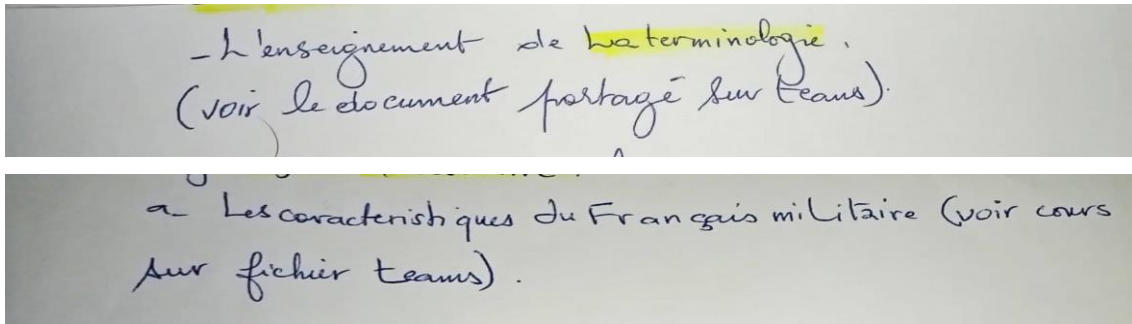 - L'enseignement de La terminologie.
(voir le document partagé sur teams).
a- Les caractéristiques du Français militaire (voir cours
sur fichier teams).